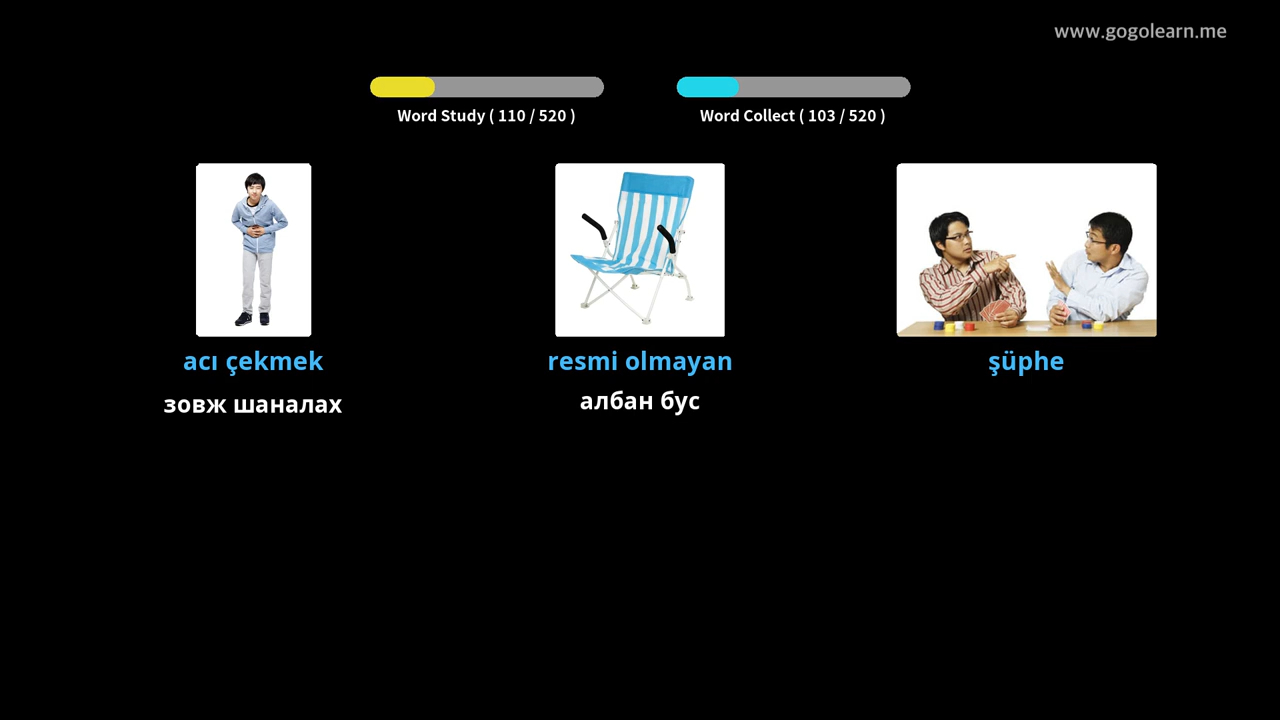 www.gogolearn.me
Word Study ( 110 / 520 )
Word Collect ( 103 / 520 )
acı çekmek
resmi olmayan
şüphe
зовж шаналах
албан бус